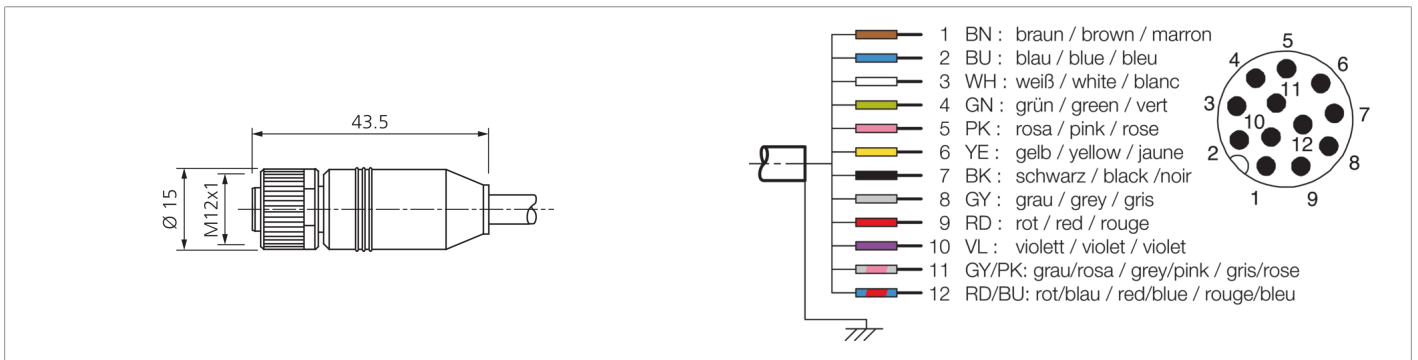 43.5
Ø 15
M12x1
1 BN : braun / brown / marron
2 BU : blau / blue / bleu
3 WH : weiß / white / blanc
4 GN : grün / green / vert
5 PK : rosa / pink / rose
6 YE : gelb / yellow / jaune
7 BK : schwarz / black /noir
8 GY : grau / grey / gris
9 RD : rot / red / rouge
10 VL : violett / violet / violet
11 GY/PK: grau/rosa / grey/pink / gris/rose
12 RD/BU: rot/blau / red/blue / rouge/bleu
5
4
6
11
3
7
10
12
2
8
1
9